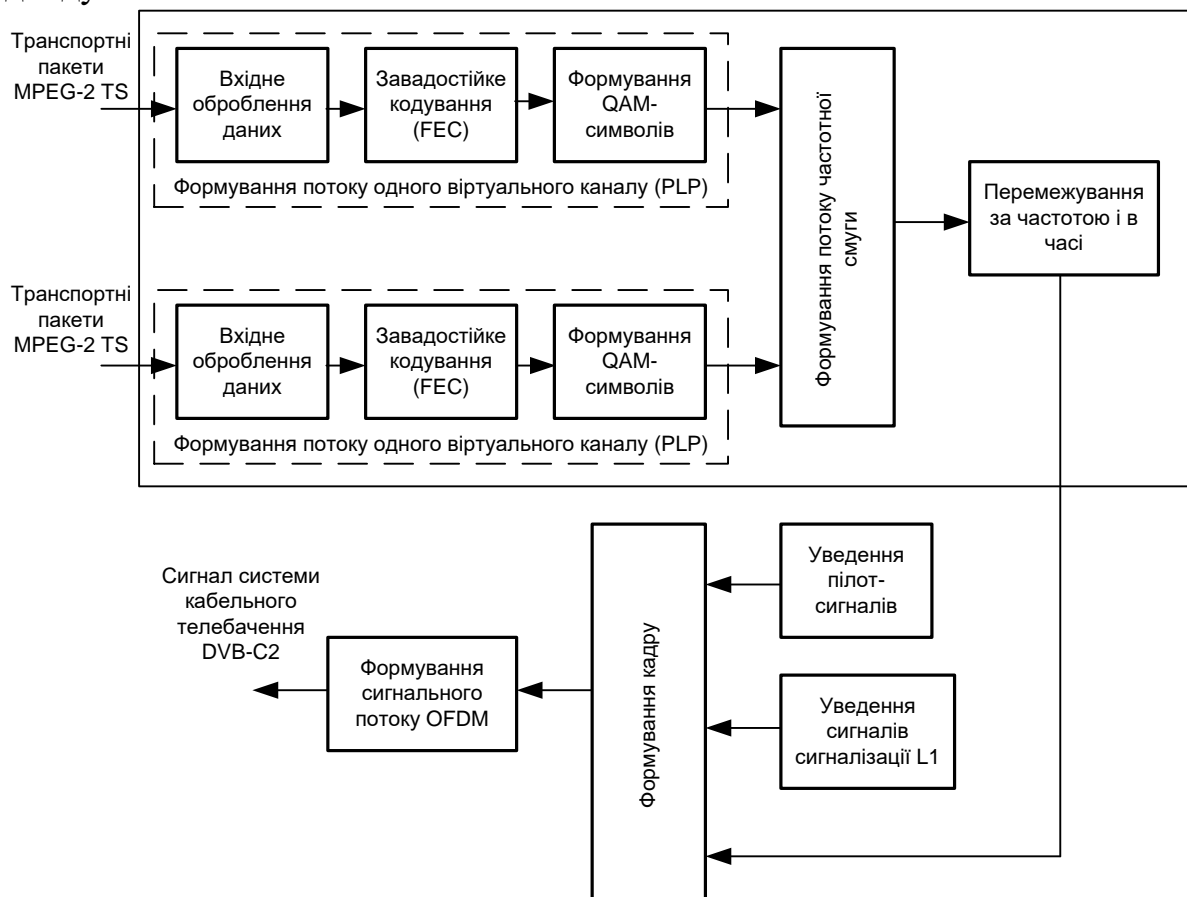 Транспортні
пакети
MPEG-2 TS
Вхідне
оброблення
даних
Завадостійке
кодування
(FEC)
Формування
QAM-
символів
Формування потоку одного віртуального каналу (PLP)
Транспортні
пакети
MPEG-2 TS
Вхідне
оброблення
даних
Завадостійке
кодування
(FEC)
Формування
QAM-
символів
Формування потоку одного віртуального каналу (PLP)
Формування потоку частотної
смуги
Перемежування
за частотою і в
часі
Уведення
пілот-
сигналів
Уведення
сигналів
сигналізації L1
Формування кадру
Формування
сигнального
потоку OFDM
Сигнал системи
кабельного
телебачення
DVB-C2